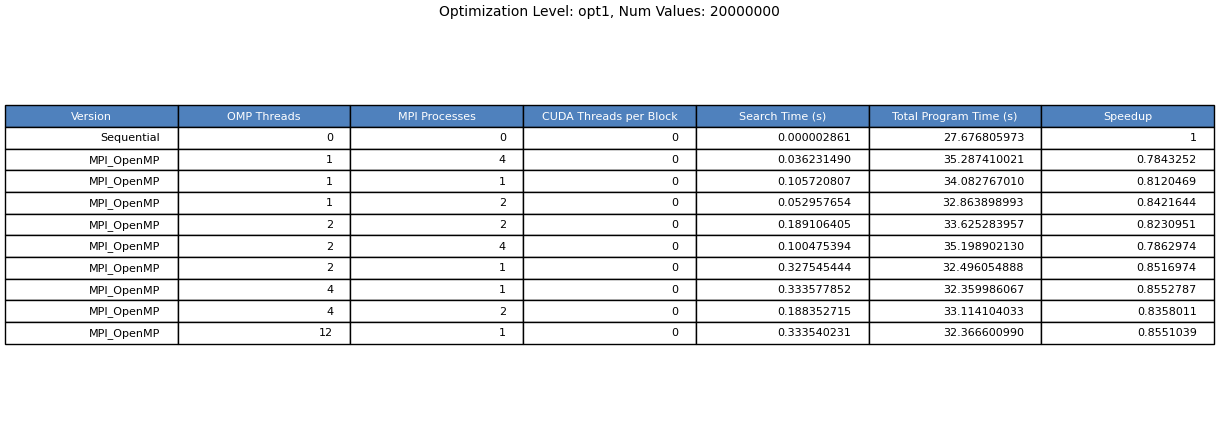 Optimization Level: opt1, Num Values: 20000000
Version OMP Threads MPI Processes CUDA Threads per Block Search Time (s) Total Program Time (s) Speedup
Sequential 0 0 0 0.000002861 27.676805973 1
MPI_OpenMP 1 4 0 0.036231490 35.287410021 0.7843252
MPI_OpenMP 1 1 0 0.105720807 34.082767010 0.8120469
MPI_OpenMP 1 2 0 0.052957654 32.863898993 0.8421644
MPI_OpenMP 2 2 0 0.189106405 33.625283957 0.8230951
MPI_OpenMP 2 4 0 0.100475394 35.198902130 0.7862974
MPI_OpenMP 2 1 0 0.327545444 32.496054888 0.8516974
MPI_OpenMP 4 1 0 0.333577852 32.359986067 0.8552787
MPI_OpenMP 4 2 0 0.188352715 33.114104033 0.8358011
MPI_OpenMP 12 1 0 0.333540231 32.366600990 0.8551039